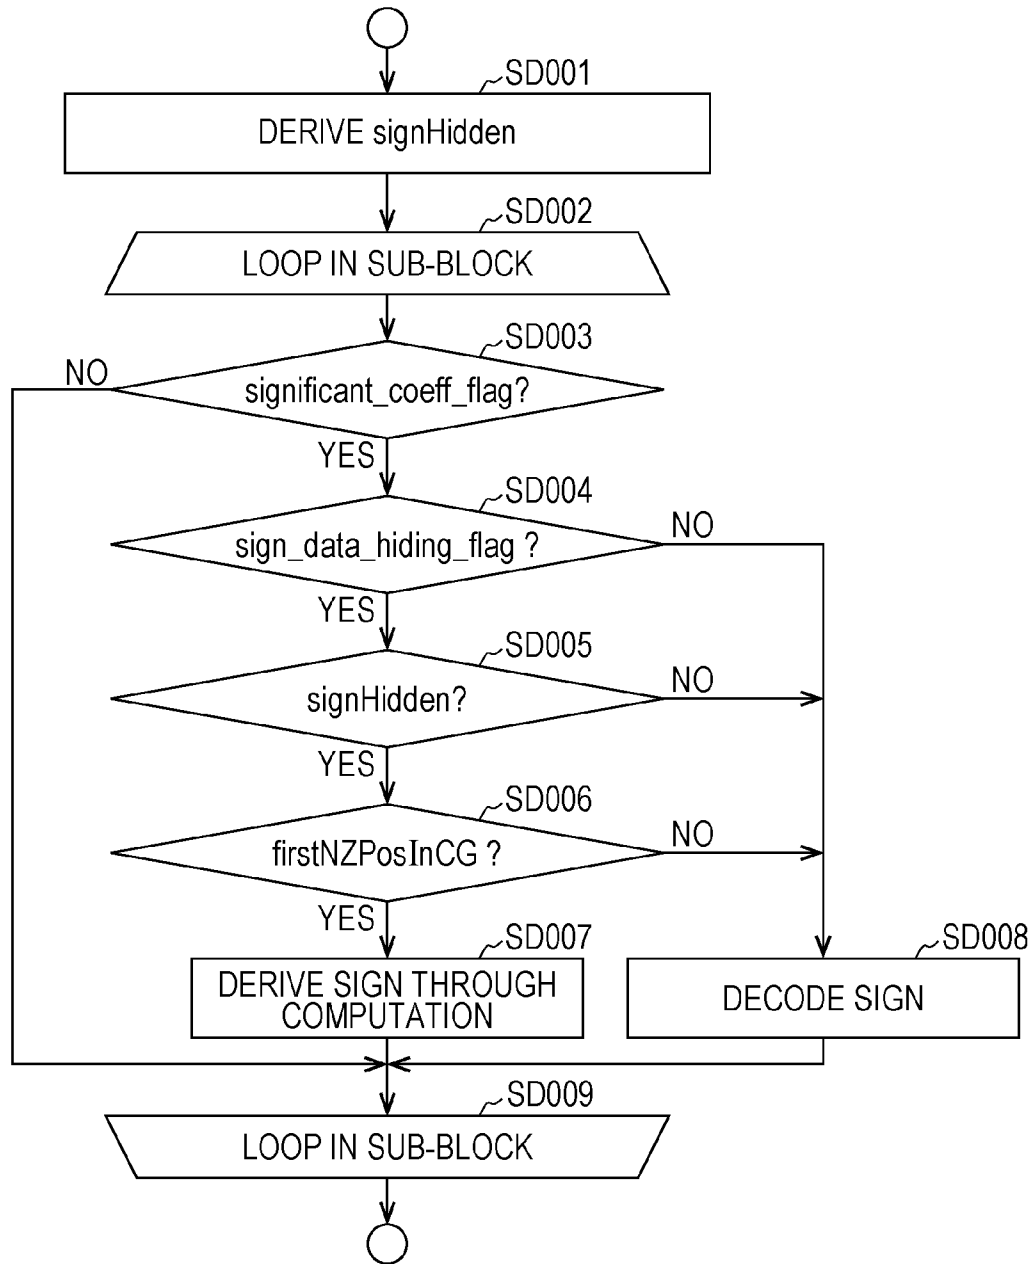 SD001
DERIVE signHidden
SD002
LOOP IN SUB-BLOCK
SD003
NO
significant_coeff_flag?
YES
SD004
NO
sign_data_hiding_flag ?
YES
SD005
NO
signHidden?
YES
SD006
NO
firstNZPosInCG ?
YES
SD007
SD008
DERIVE SIGN THROUGH
COMPUTATION
DECODE SIGN
SD009
LOOP IN SUB-BLOCK